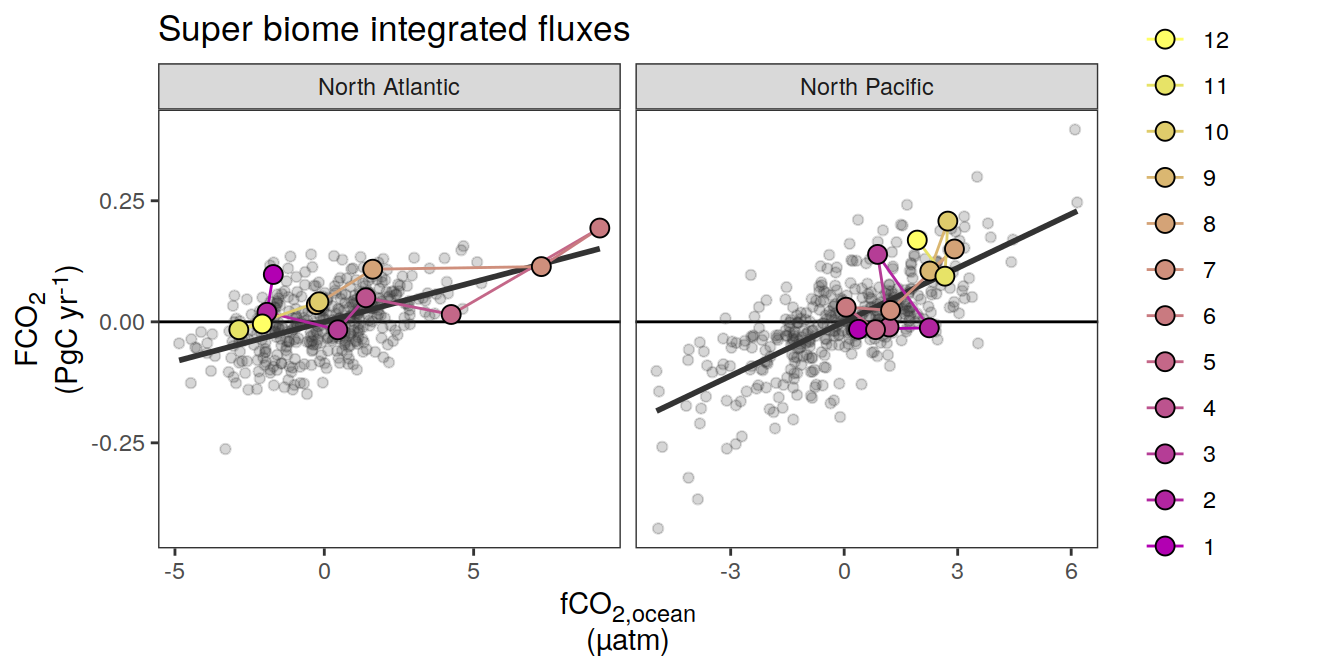 Super biome integrated fluxes
North Atlantic
North Pacific
FCO₂
(PgC yr⁻¹)
0.25
0.00
-0.25
-5 0 5
-3 0 3 6
fCO₂,ocean
(µatm)
12
11
10
9
8
7
6
5
4
3
2
1